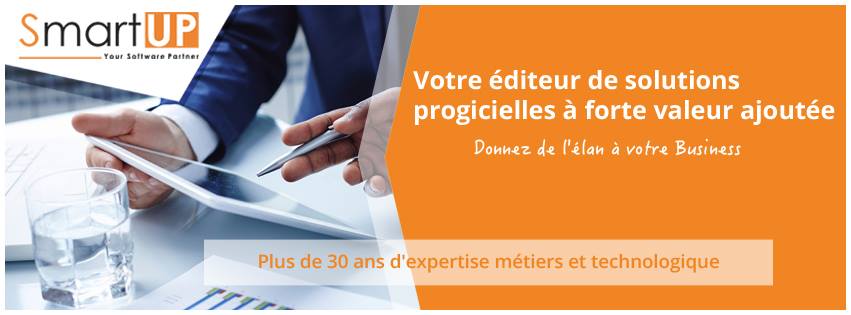 SmartUP
Your Software Partner
Votre éditeur de solutions
progicielles à forte valeur ajoutée
Donnez de l'élan à votre Business
Plus de 30 ans d'expertise métiers et technologique